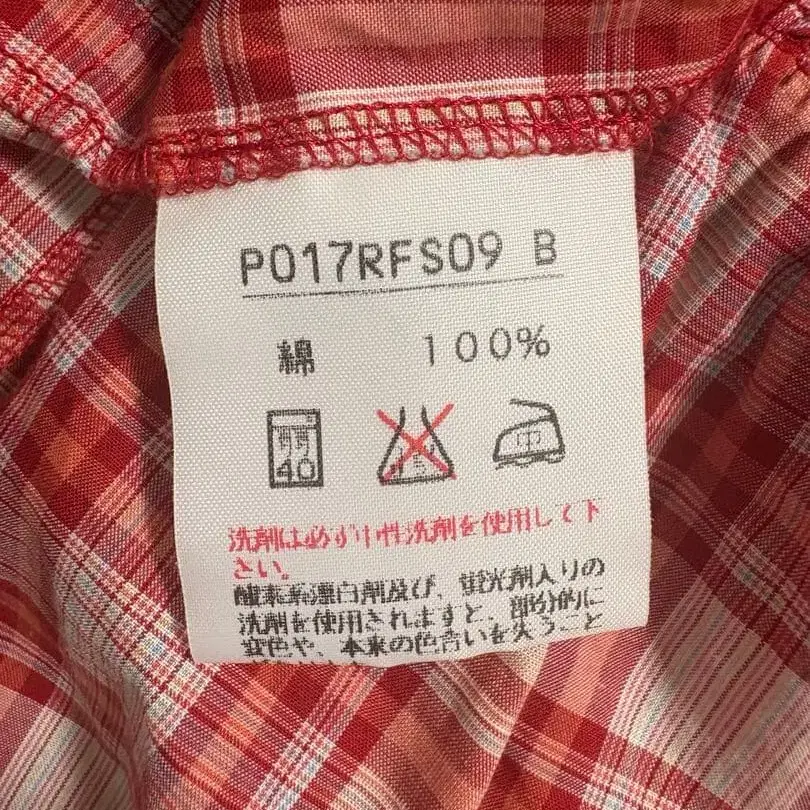 P017RFS09 B
綿 100%
40 中
洗剤は必ず中性洗剤を使用して下
さい。
酸素系漂白剤及び、蛍光剤入りの
洗剤を使用されますと、部分的に
変色や、本来の色合いを失うこと